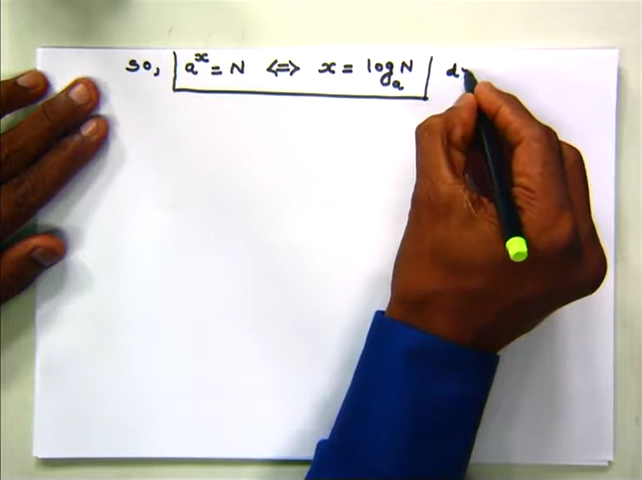 so, a^x = N <=> x = log_a N